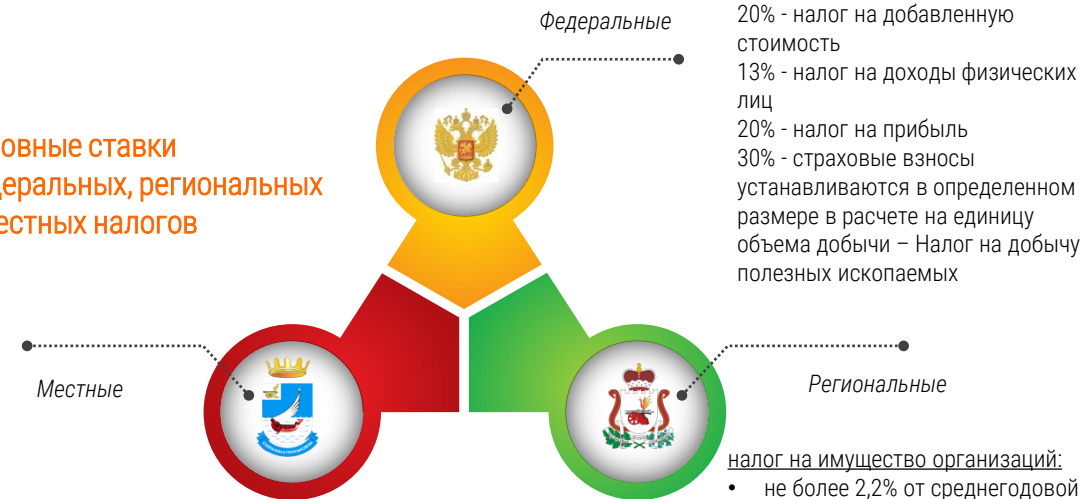 Федеральные
20% - налог на добавленную
стоимость
13% - налог на доходы физических
лиц
20% - налог на прибыль
30% - страховые взносы
устанавливаются в определенном
размере в расчете на единицу
объема добычи – Налог на добычу
полезных ископаемых
овные ставки
еральных, региональных
естных налогов
Местные
Региональные
налог на имущество организаций:
• не более 2,2% от среднегодовой